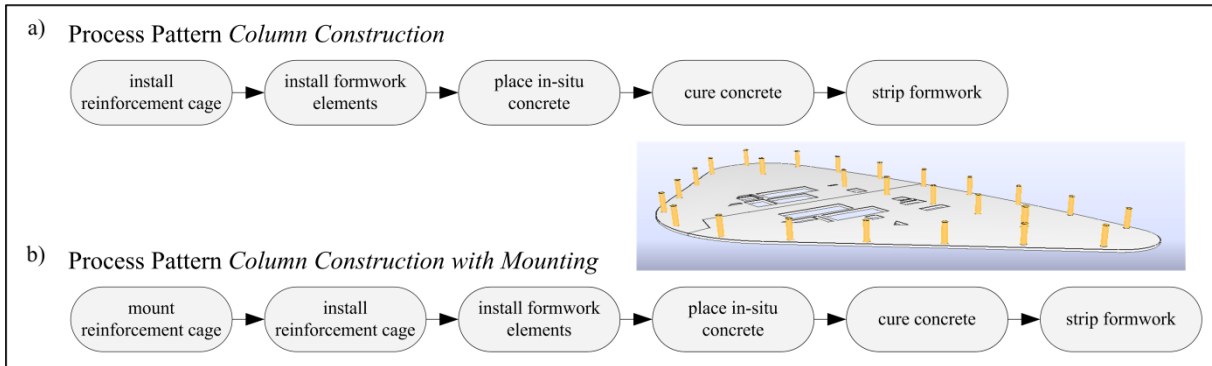 a) Process Pattern Column Construction
install
reinforcement cage
install formwork
elements
place in-situ
concrete
cure concrete
strip formwork
b) Process Pattern Column Construction with Mounting
mount
reinforcement cage
install
reinforcement cage
install formwork
elements
place in-situ
concrete
cure concrete
strip formwork